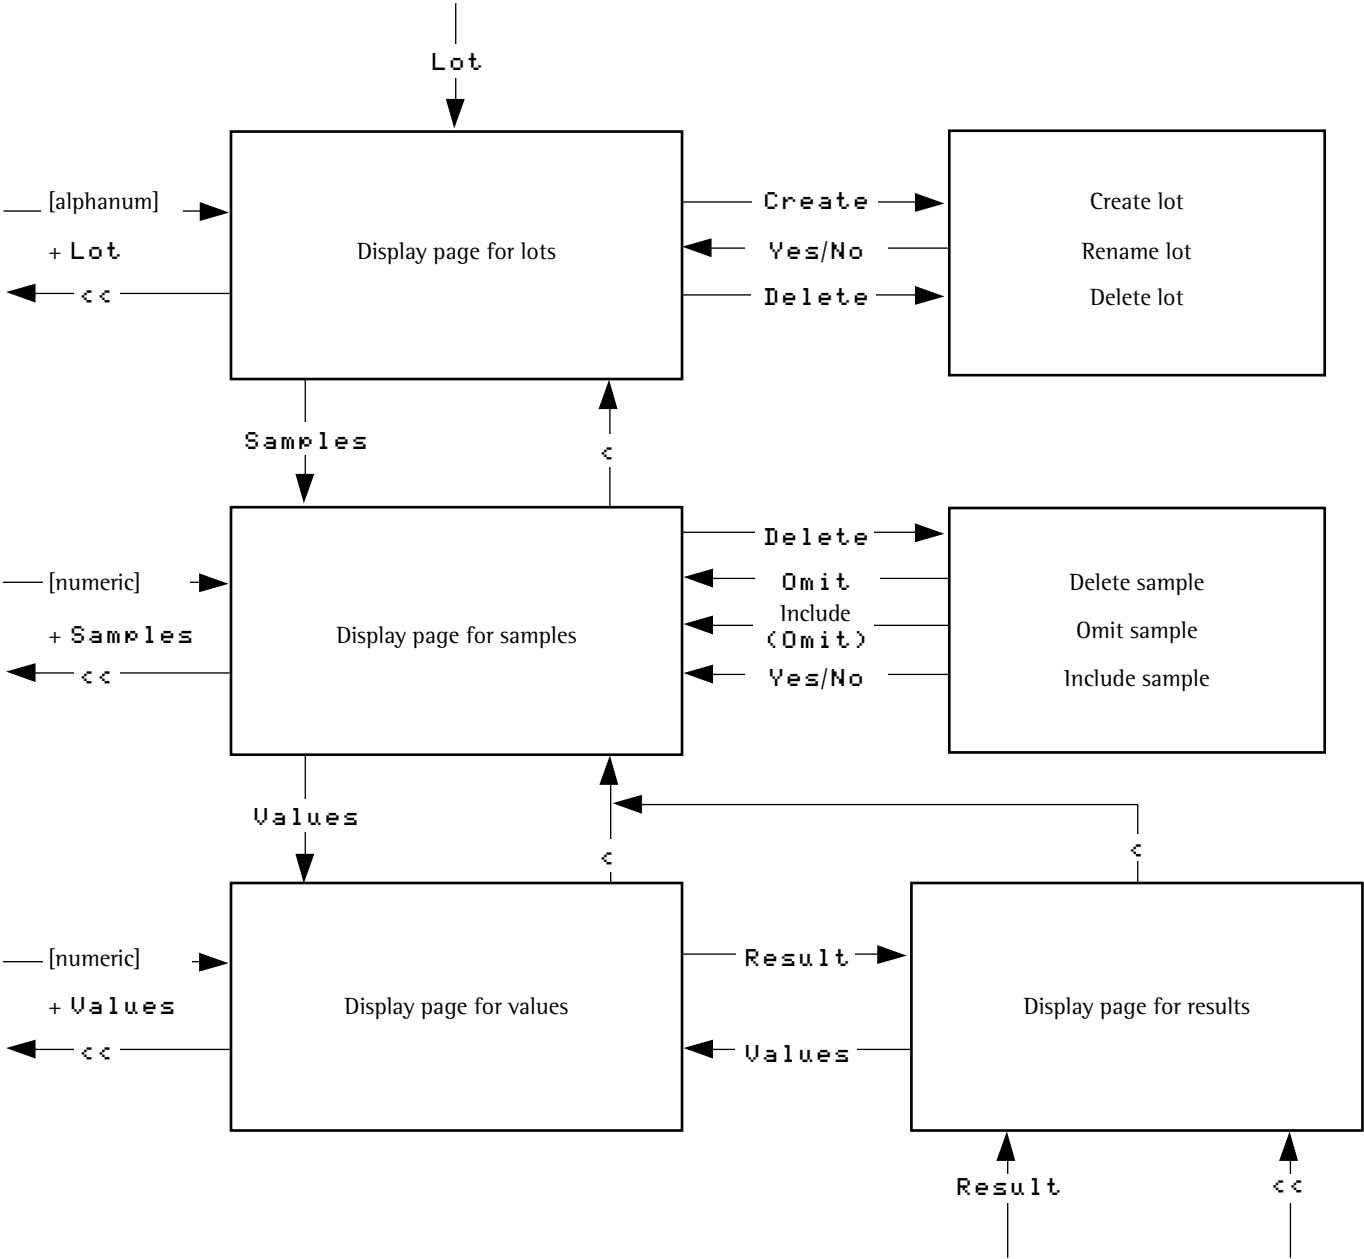 Lot
[alphanum]
+ Lot
<<
Display page for lots
Create
Yes/No
Delete
Create lot
Rename lot
Delete lot
Samples
<
[numeric]
+ Samples
<<
Display page for samples
Delete
Omit
Include
(Omit)
Yes/No
Delete sample
Omit sample
Include sample
Values
<
<
[numeric]
+ Values
<<
Display page for values
Result
Values
Display page for results
Result
<<